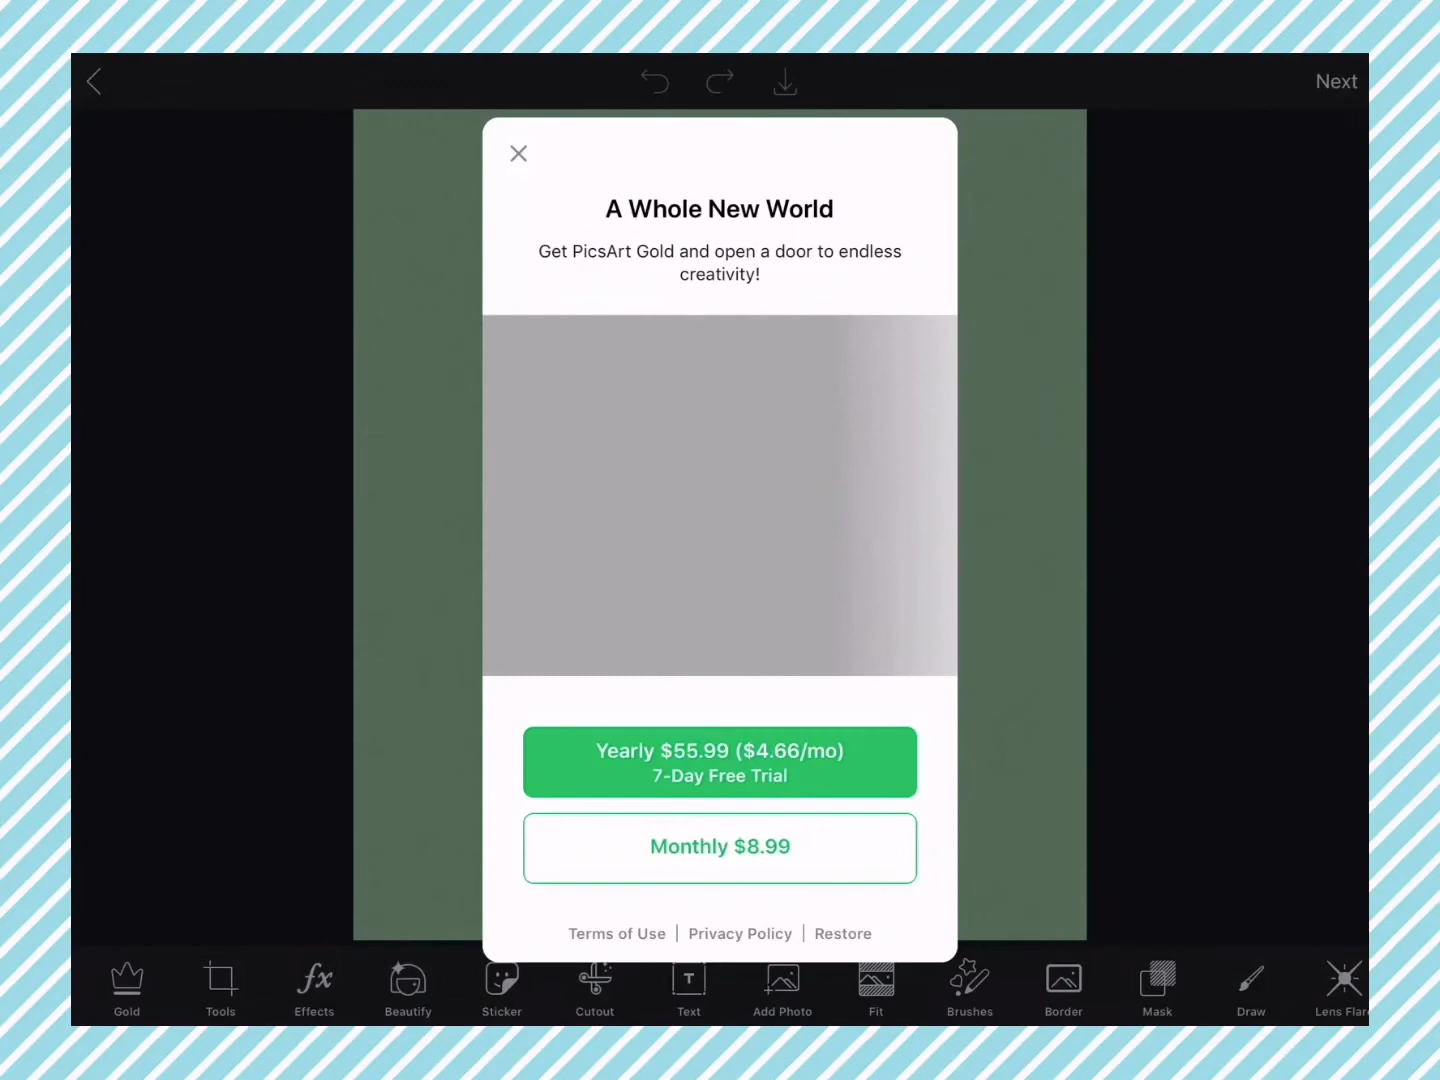 Next
A Whole New World
Get PicsArt Gold and open a door to endless
creativity!
Yearly $55.99 ($4.66/mo)
7-Day Free Trial
Monthly $8.99
Terms of Use | Privacy Policy | Restore
fx
T
Gold Tools Effects Beautify Sticker Cutout Text Add Photo Fit Brushes Border Mask Draw Lens Flar